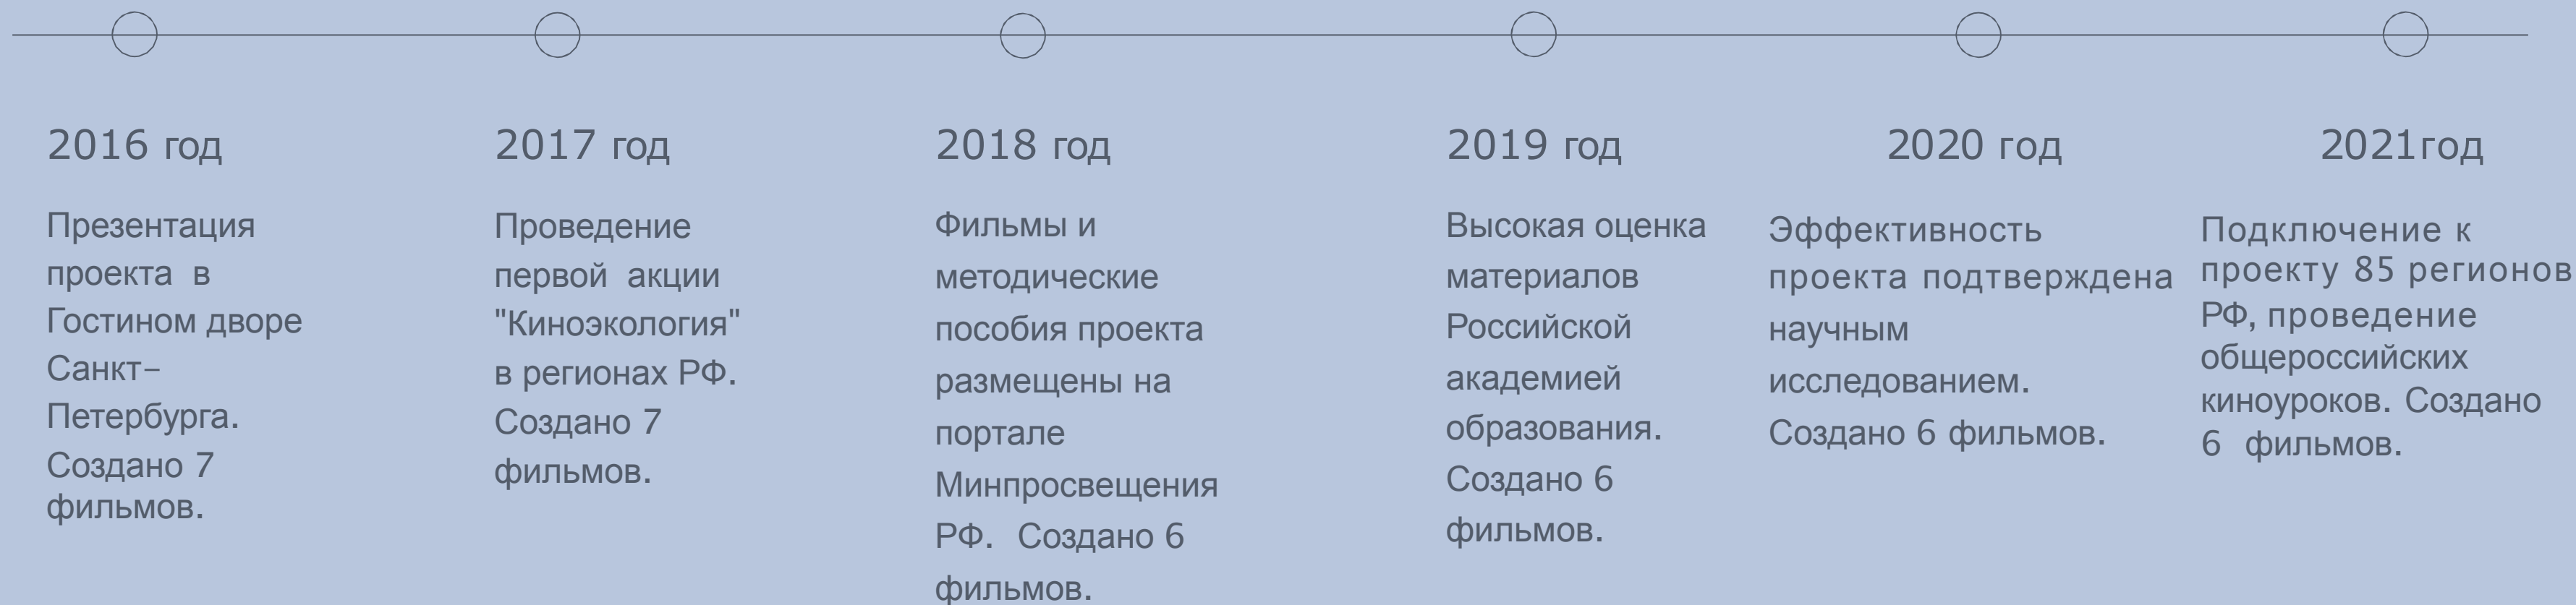 2016 год
Презентация
проекта в
Гостином дворе
Санкт–
Петербурга.
Создано 7
фильмов.
2017 год
Проведение
первой акции
"Киноэкология"
в регионах РФ.
Создано 7
фильмов.
2018 год
Фильмы и
методические
пособия проекта
размещены на
портале
Минпросвещения
РФ. Создано 6
фильмов.
2019 год
Высокая оценка
материалов
Российской
академией
образования.
Создано 6
фильмов.
2020 год
Эффективность
проекта подтверждена
научным
исследованием.
Создано 6 фильмов.
2021год
Подключение к
проекту 85 регионов
РФ, проведение
общероссийских
киноуроков. Создано
6 фильмов.